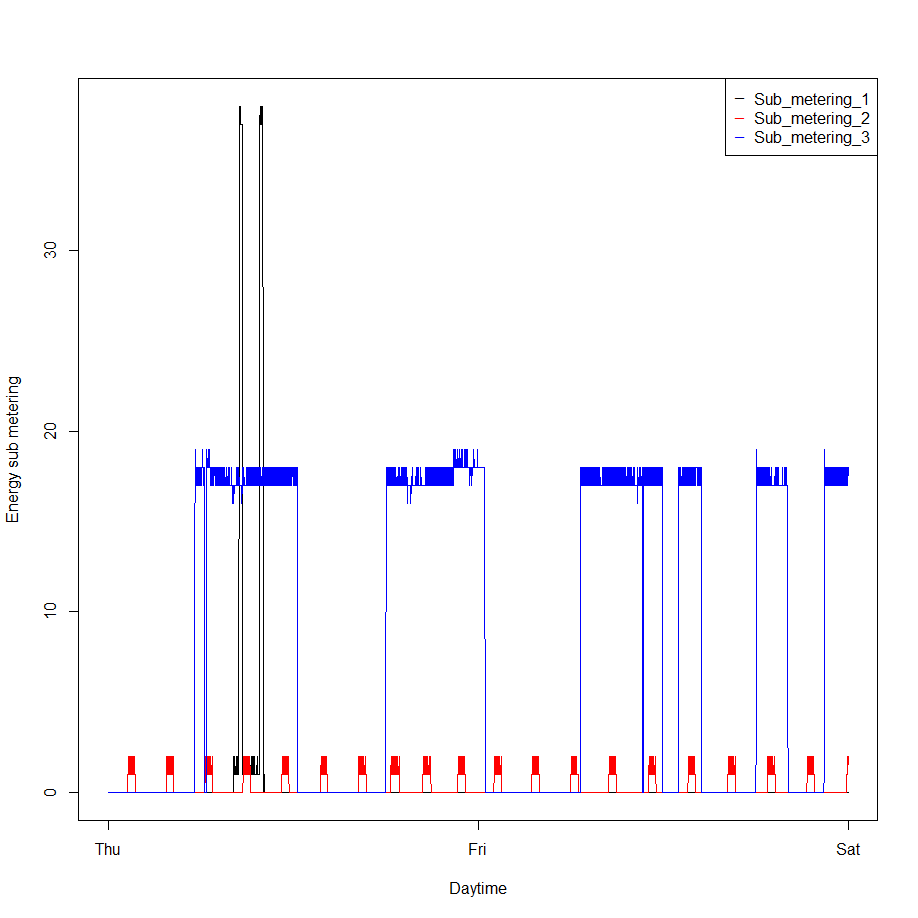 Sub_metering_1
Sub_metering_2
Sub_metering_3
Energy sub metering
30
20
10
0
Thu
Fri
Sat
Daytime